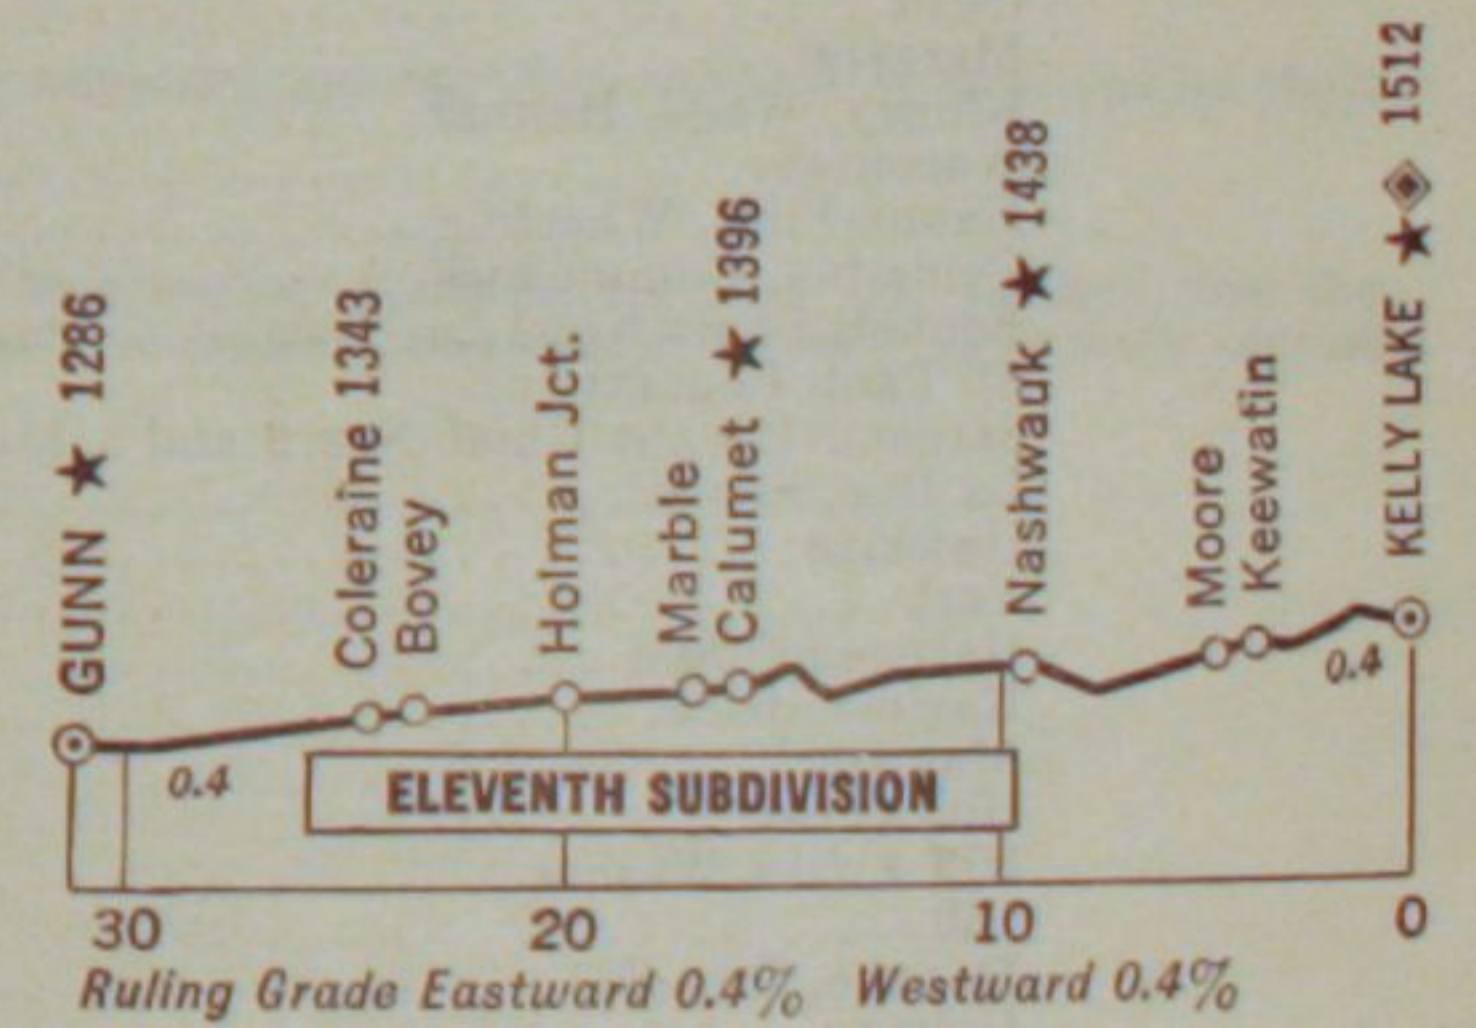 GUNN ★ 1286
Coleraine 1343
Bovey
Holman Jct.
Marble
Calumet ★ 1396
Nashwauk ★ 1438
Moore
Keewatin
KELLY LAKE ★ 1512
0.4
0.4
ELEVENTH SUBDIVISION
30 20 10 0
Ruling Grade Eastward 0.4% Westward 0.4%